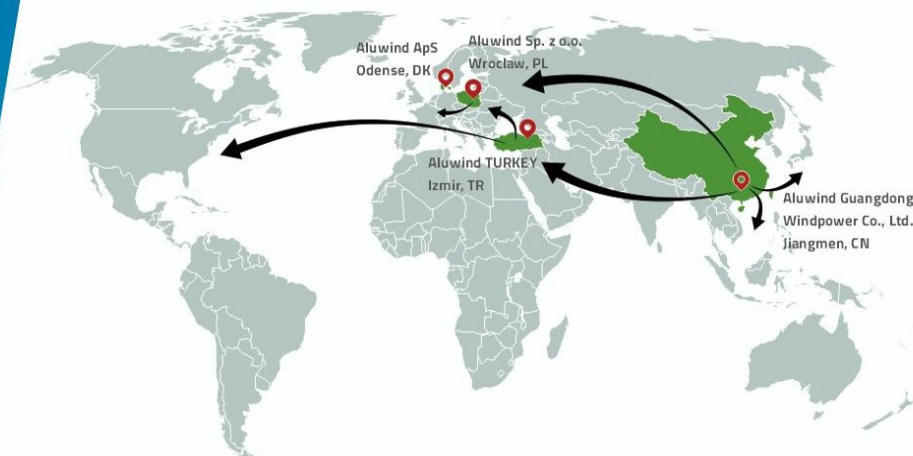 Aluwind ApS
Odense, DK
Aluwind Sp. z o.o.
Wroclaw, PL
Aluwind TURKEY
Izmir, TR
Aluwind Guangdong
Windpower Co., Ltd.
Jiangmen, CN